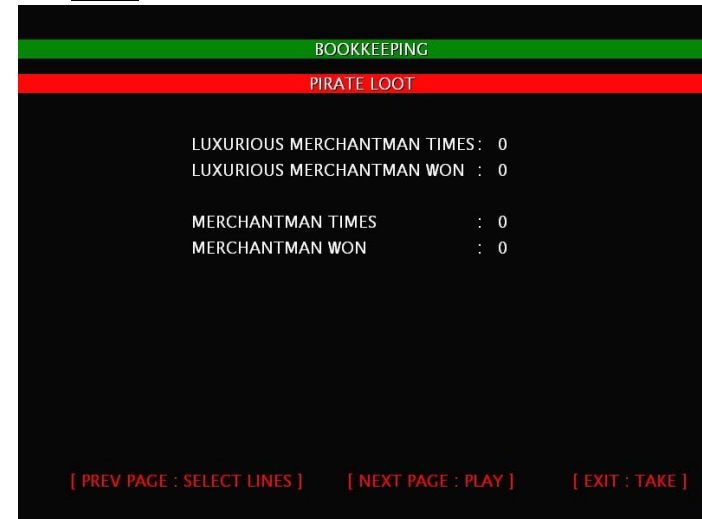 BOOKKEEPING
PIRATE LOOT
LUXURIOUS MERCHANTMAN TIMES : 0
LUXURIOUS MERCHANTMAN WON : 0
MERCHANTMAN TIMES : 0
MERCHANTMAN WON : 0
[ PREV PAGE : SELECT LINES ] [ NEXT PAGE : PLAY ] [ EXIT : TAKE ]